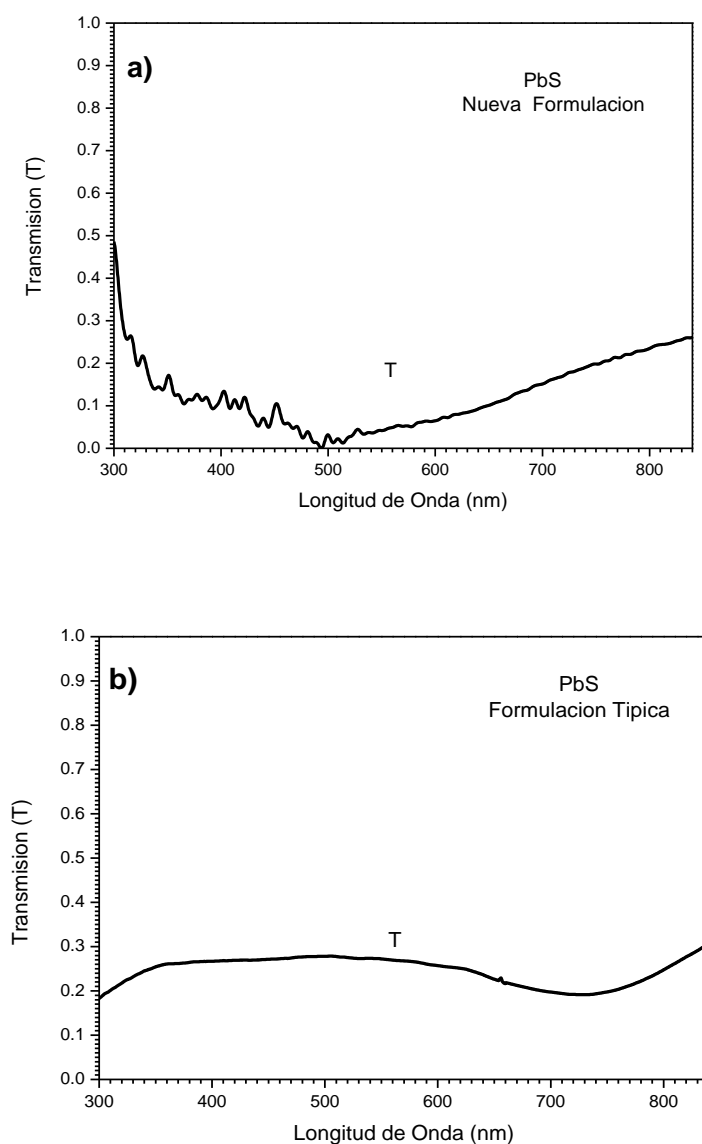 a)
PbS
Nueva Formulacion
Transmision (T)
1.0
0.9
0.8
0.7
0.6
0.5
0.4
0.3
0.2
0.1
0.0
T
300 400 500 600 700 800
Longitud de Onda (nm)
b)
PbS
Formulacion Tipica
Transmision (T)
1.0
0.9
0.8
0.7
0.6
0.5
0.4
0.3
0.2
0.1
0.0
T
300 400 500 600 700 800
Longitud de Onda (nm)